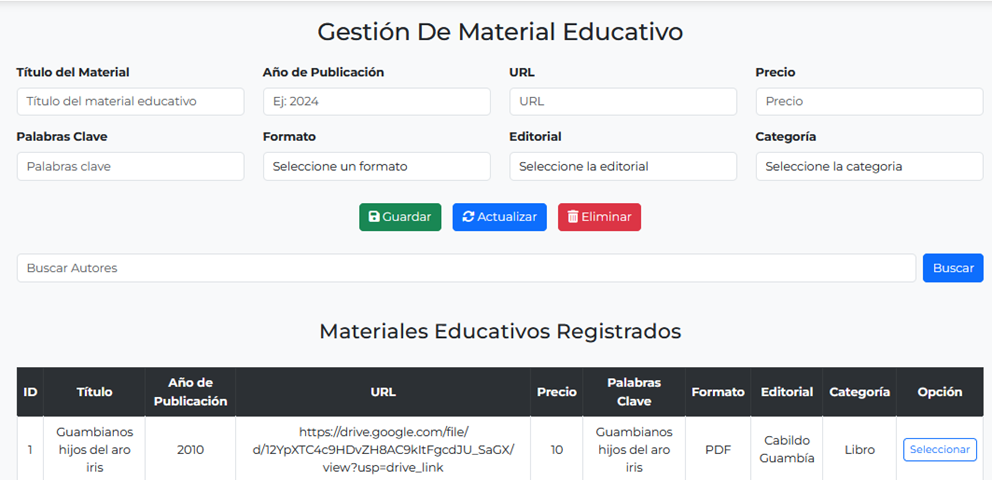 Gestión De Material Educativo
Título del Material Año de Publicación URL Precio
Título del material educativo Ej: 2024 URL Precio
Palabras Clave Formato Editorial Categoría
Palabras clave Seleccione un formato Seleccione la editorial Seleccione la categoria
Guardar Actualizar Eliminar
Buscar Autores Buscar
Materiales Educativos Registrados
ID Título Año de Publicación URL Precio Palabras Clave Formato Editorial Categoría Opción
1 Guambianos hijos del aro iris 2010 https://drive.google.com/file/d/12YpXTC4c9HDvZH8AC9kItFgcdJU_SaGX/view?usp=drive_link 10 Guambianos hijos del aro iris PDF Cabildo Guambía Libro Seleccionar